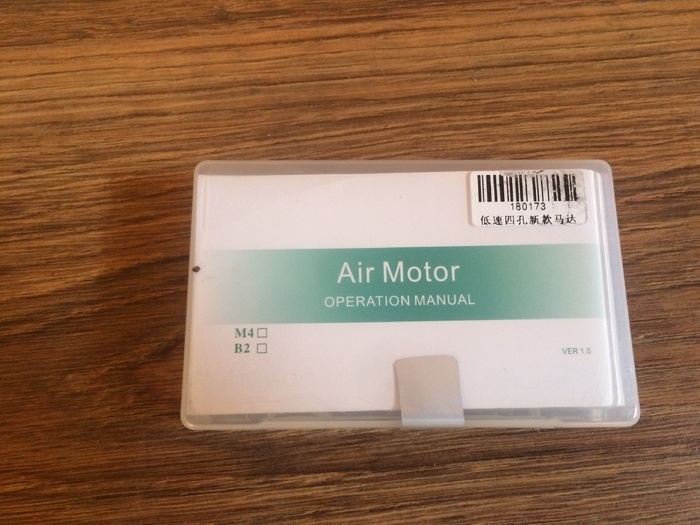 180173
低速四孔新款马达
Air Motor
OPERATION MANUAL
M4☐
B2 ☐
VER 1.0